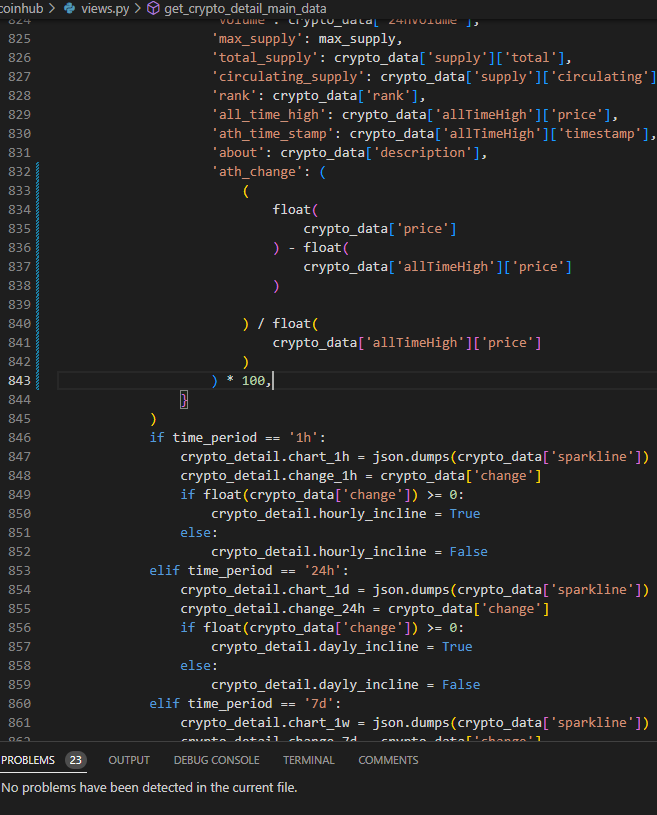 coinhub > views.py > get_crypto_detail_main_data
824 'volume': crypto_data['24hVolume'],
825 'max_supply': max_supply,
826 'total_supply': crypto_data['supply']['total'],
827 'circulating_supply': crypto_data['supply']['circulating']
828 'rank': crypto_data['rank'],
829 'all_time_high': crypto_data['allTimeHigh']['price'],
830 'ath_time_stamp': crypto_data['allTimeHigh']['timestamp'],
831 'about': crypto_data['description'],
832 'ath_change': (
833 (
834 float(
835 crypto_data['price']
836 ) - float(
837 crypto_data['allTimeHigh']['price']
838 )
839
840 ) / float(
841 crypto_data['allTimeHigh']['price']
842 )
843 ) * 100,
844 }
845 )
846 if time_period == '1h':
847 crypto_detail.chart_1h = json.dumps(crypto_data['sparkline'])
848 crypto_detail.change_1h = crypto_data['change']
849 if float(crypto_data['change']) >= 0:
850 crypto_detail.hourly_incline = True
851 else:
852 crypto_detail.hourly_incline = False
853 elif time_period == '24h':
854 crypto_detail.chart_1d = json.dumps(crypto_data['sparkline'])
855 crypto_detail.change_24h = crypto_data['change']
856 if float(crypto_data['change']) >= 0:
857 crypto_detail.dayly_incline = True
858 else:
859 crypto_detail.dayly_incline = False
860 elif time_period == '7d':
861 crypto_detail.chart_1w = json.dumps(crypto_data['sparkline'])
862 crypto_detail.change_7d = crypto_data['change']
PROBLEMS 23 OUTPUT DEBUG CONSOLE TERMINAL COMMENTS
No problems have been detected in the current file.